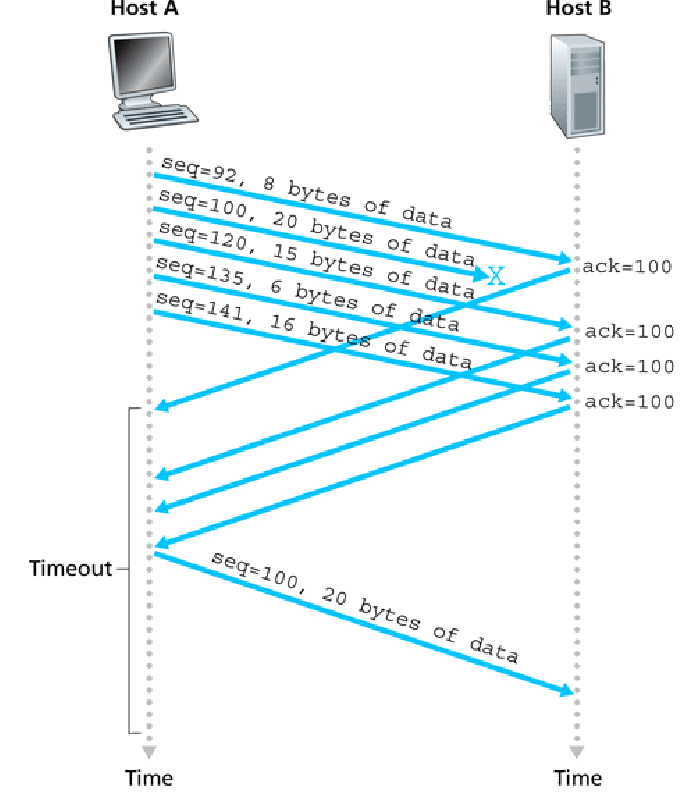 Host A
Host B
seq=92, 8 bytes of data
seq=100, 20 bytes of data
X
seq=120, 15 bytes of data
seq=135, 6 bytes of data
seq=141, 16 bytes of data
ack=100
ack=100
ack=100
ack=100
Timeout
seq=100, 20 bytes of data
Time
Time